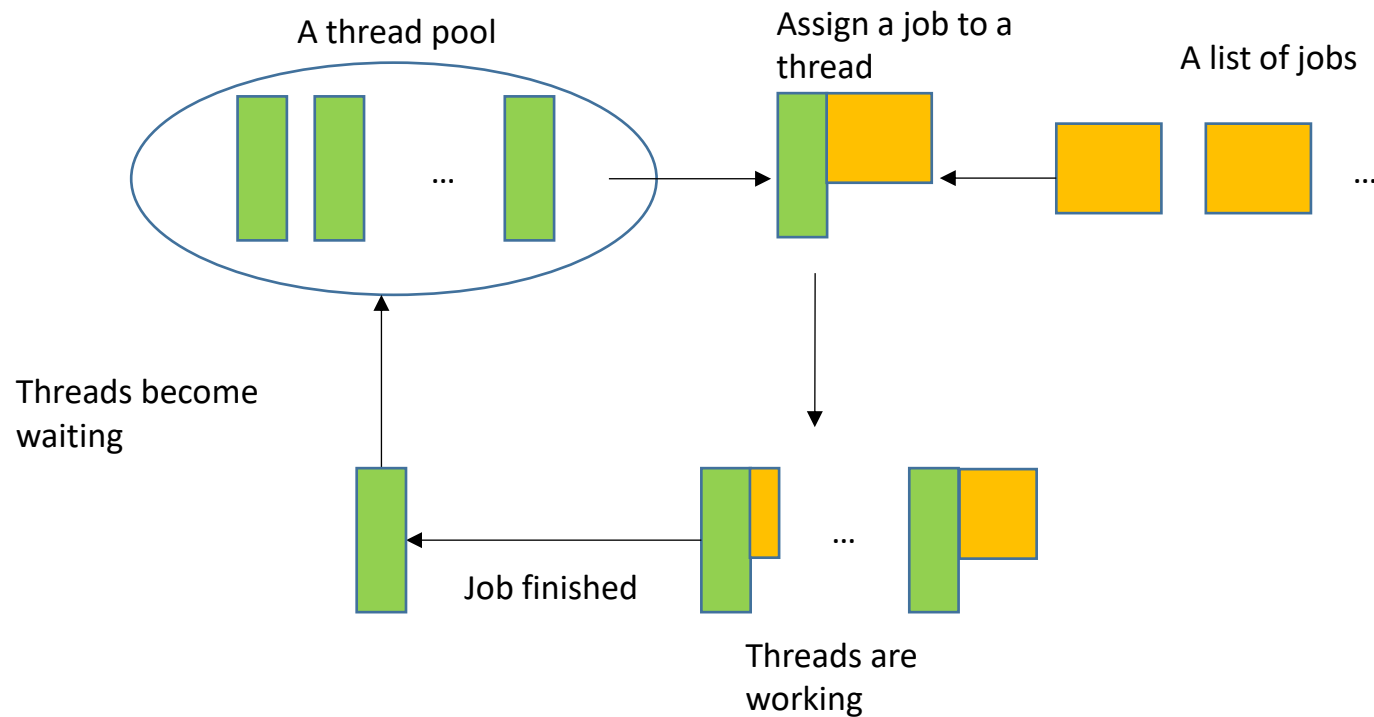 A thread pool
Assign a job to a
thread
A list of jobs
...
...
Threads become
waiting
...
Job finished
Threads are
working